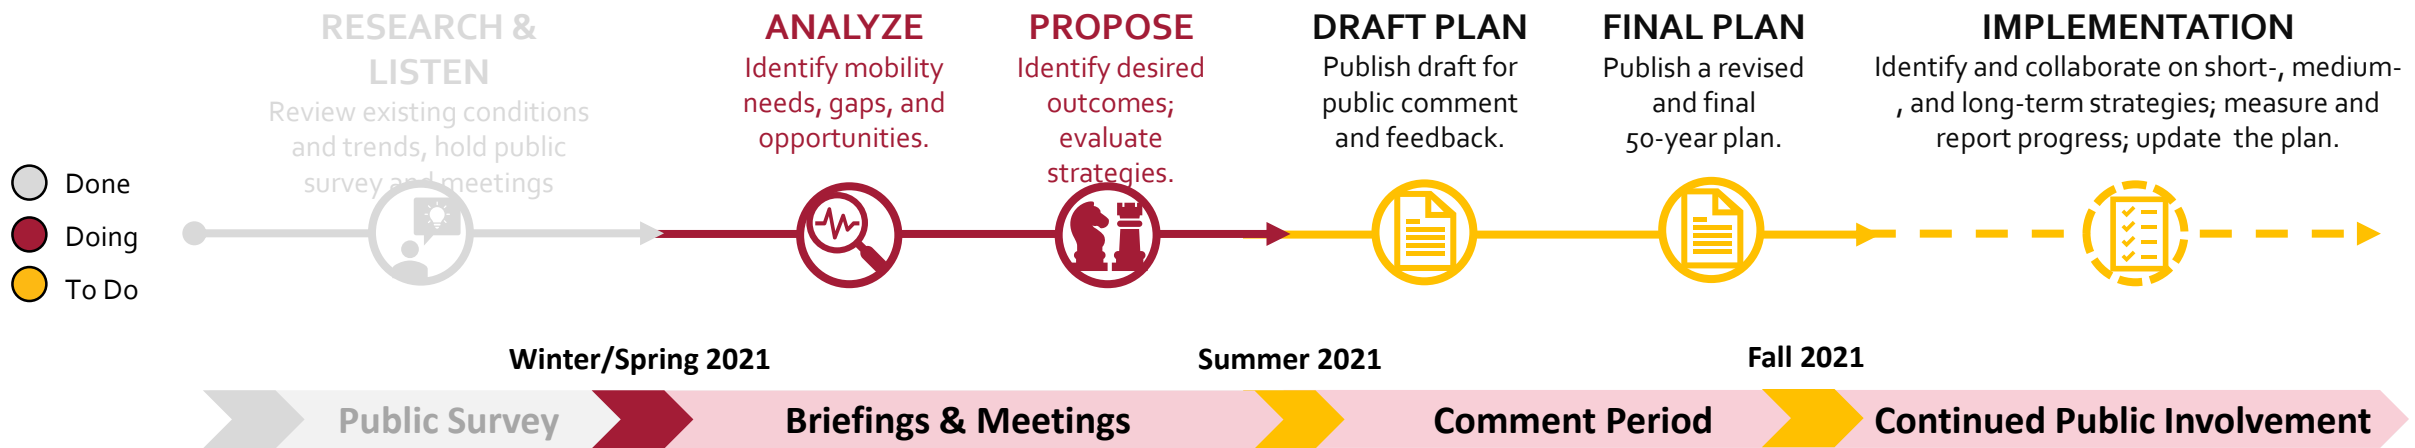 RESEARCH &
LISTEN
Review existing conditions
and trends, hold public
survey and meetings
ANALYZE
Identify mobility
needs, gaps, and
opportunities.
PROPOSE
Identify desired
outcomes;
evaluate
strategies.
DRAFT PLAN
Publish draft for
public comment
and feedback.
FINAL PLAN
Publish a revised
and final
50-year plan.
IMPLEMENTATION
Identify and collaborate on short-, medium-
, and long-term strategies; measure and
report progress; update the plan.
Done
Doing
To Do
Winter/Spring 2021
Summer 2021
Fall 2021
Public Survey
Briefings & Meetings
Comment Period
Continued Public Involvement